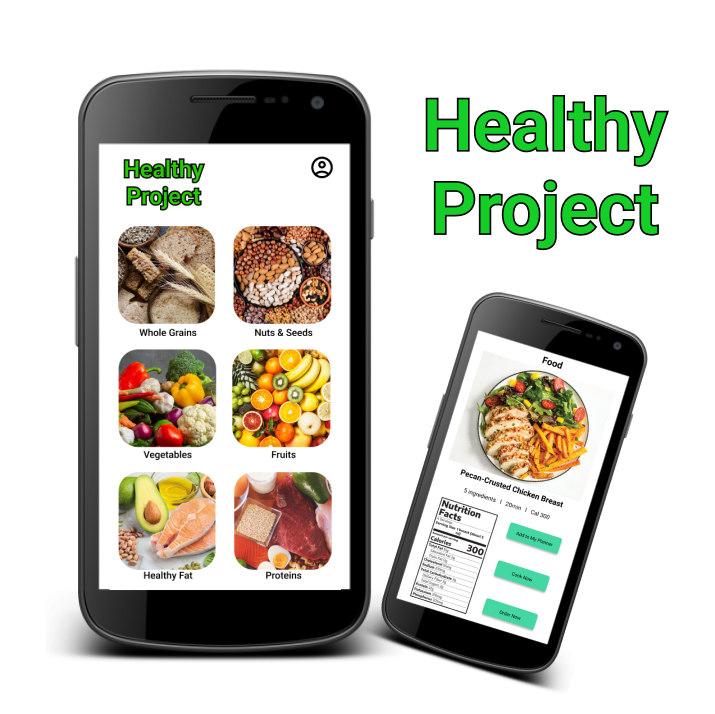 Healthy
Project
Healthy
Project
Whole Grains
Nuts & Seeds
Vegetables
Fruits
Healthy Fat
Proteins
Food
Pecan-Crusted Chicken Breast
5 ingredients | 20min | Cal 300
Nutrition
Facts
Calories 300
Add to My Planner
Cook Now
Order Now